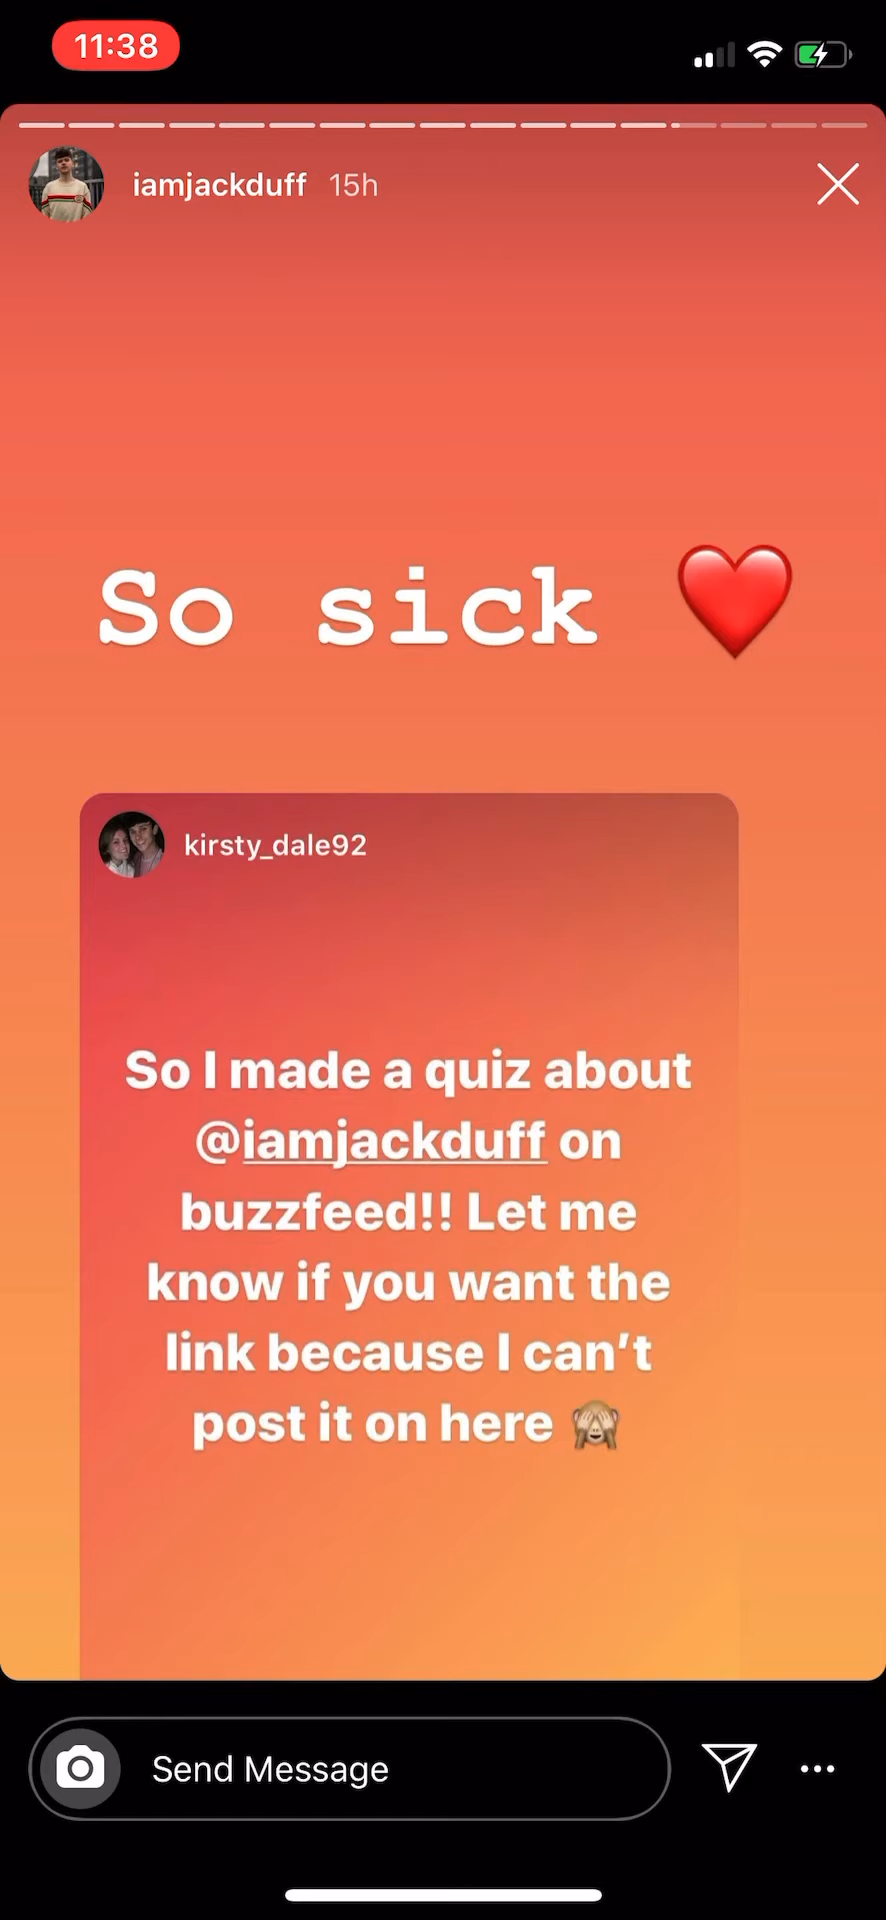 11:38
iamjackduff 15h
So sick ❤️
kirsty_dale92
So I made a quiz about
@iamjackduff on
buzzfeed!! Let me
know if you want the
link because I can't
post it on here 🙈
Send Message